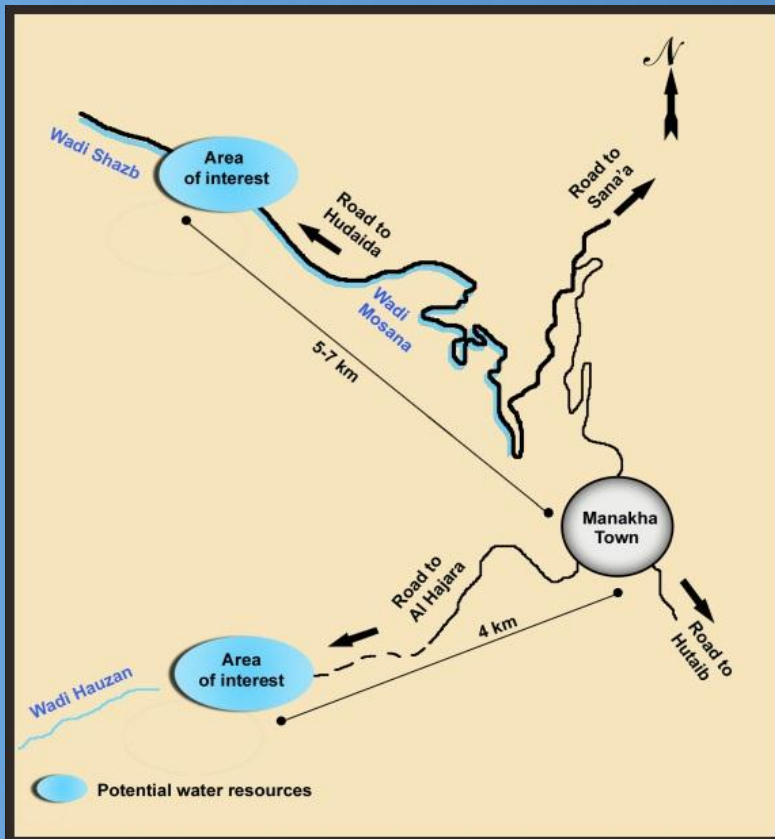 N
Wadi Shazb
Area
of interest
Road to
Hudaida
Road to
Sana'a
Wadi
Mosana
5-7 km
Manakha
Town
Road to
Al Hajara
4 km
Road to
Hutaib
Area
of interest
Wadi Hauzan
Potential water resources